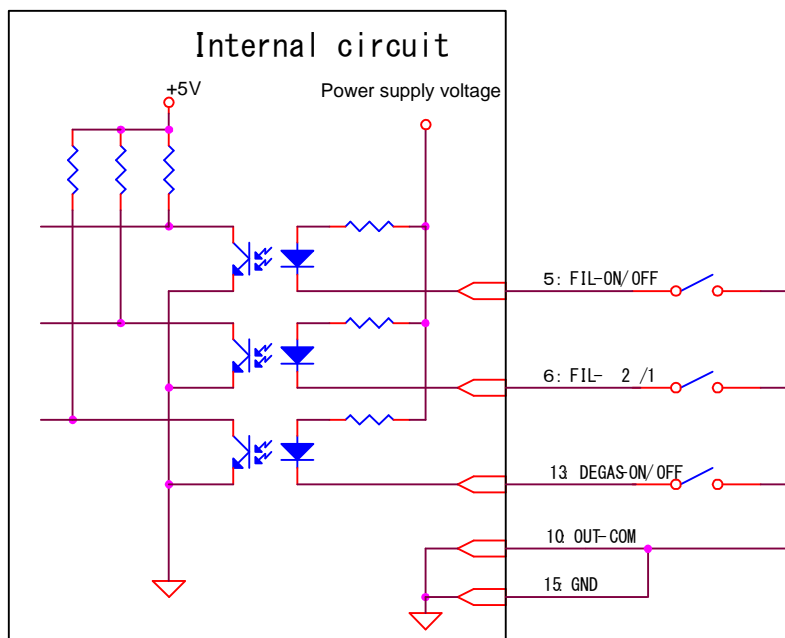 Internal circuit
+5V
Power supply voltage
5: FIL-ON/OFF
6: FIL- 2 /1
13: DEGAS-ON/OFF
10: OUT-COM
15: GND